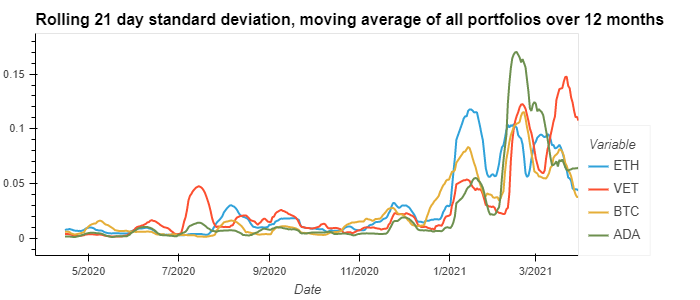 Rolling 21 day standard deviation, moving average of all portfolios over 12 months
0.15
0.1
0.05
0
5/2020 7/2020 9/2020 11/2020 1/2021 3/2021
Date
Variable
ETH
VET
BTC
ADA